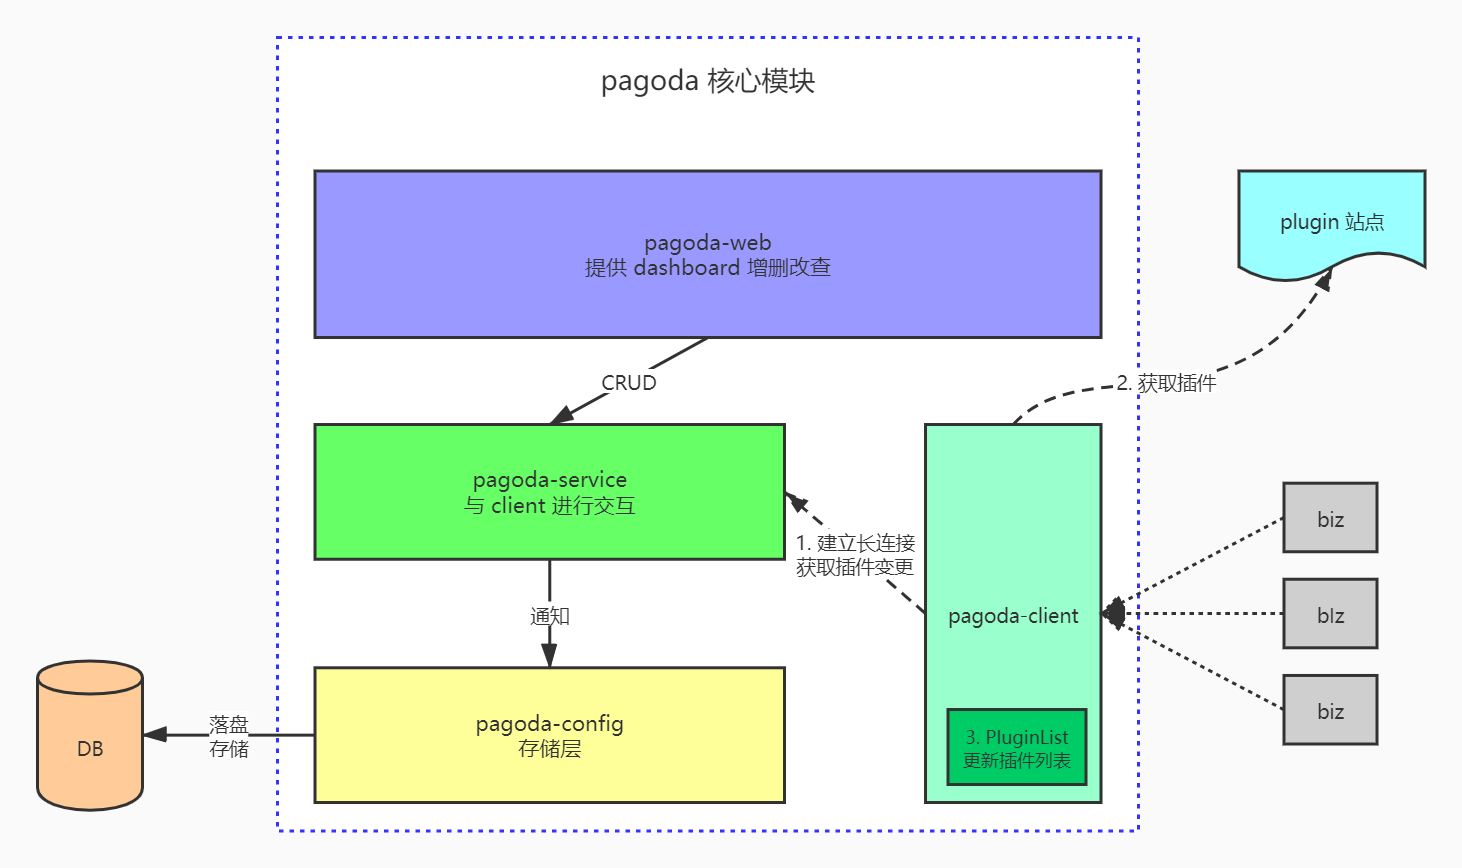 pagoda 核心模块
pagoda-web
提供 dashboard 增删改查
plugin 站点
CRUD
2. 获取插件
pagoda-service
与 client 进行交互
1. 建立长连接
获取插件变更
biz
pagoda-client
bIz
biz
通知
pagoda-config
存储层
3. PluginList
更新插件列表
落盘
存储
DB